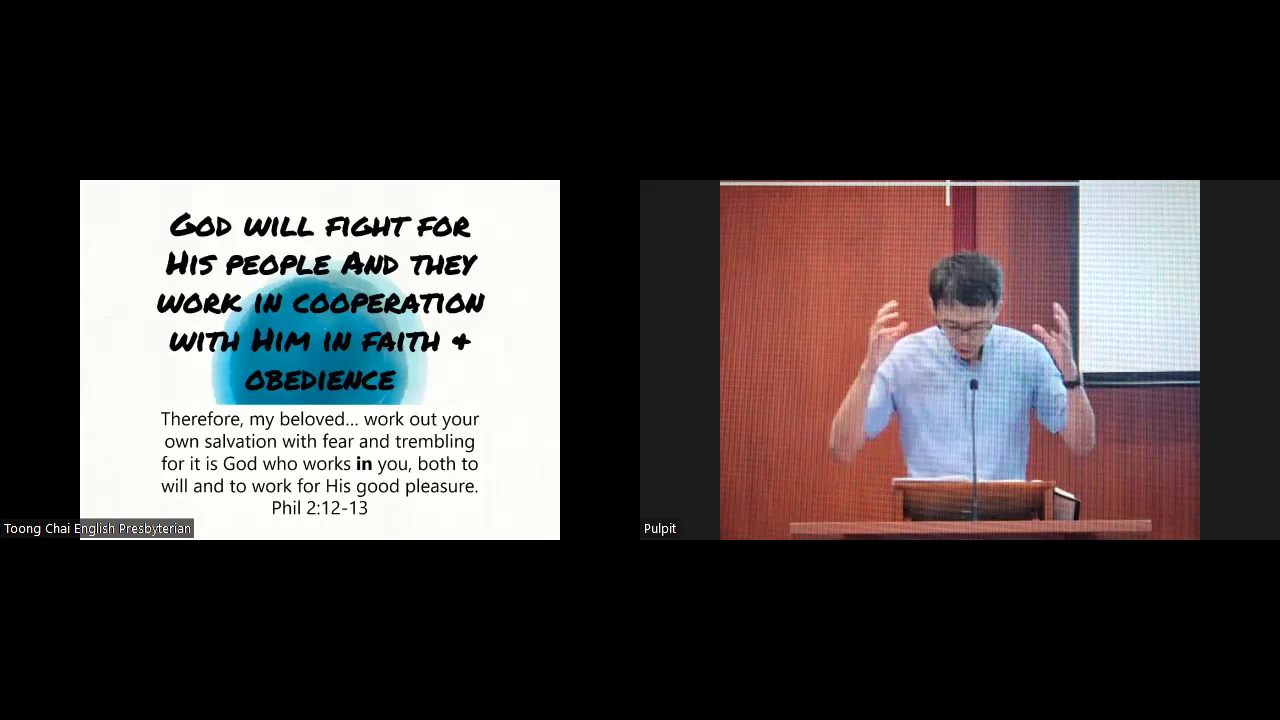 God will fight for
His people And they
work in cooperation
with Him in faith &
obedience
Therefore, my beloved... work out your
own salvation with fear and trembling
for it is God who works in you, both to
will and to work for His good pleasure.
Phil 2:12-13
Toong Chai English Presbyterian
Pulpit